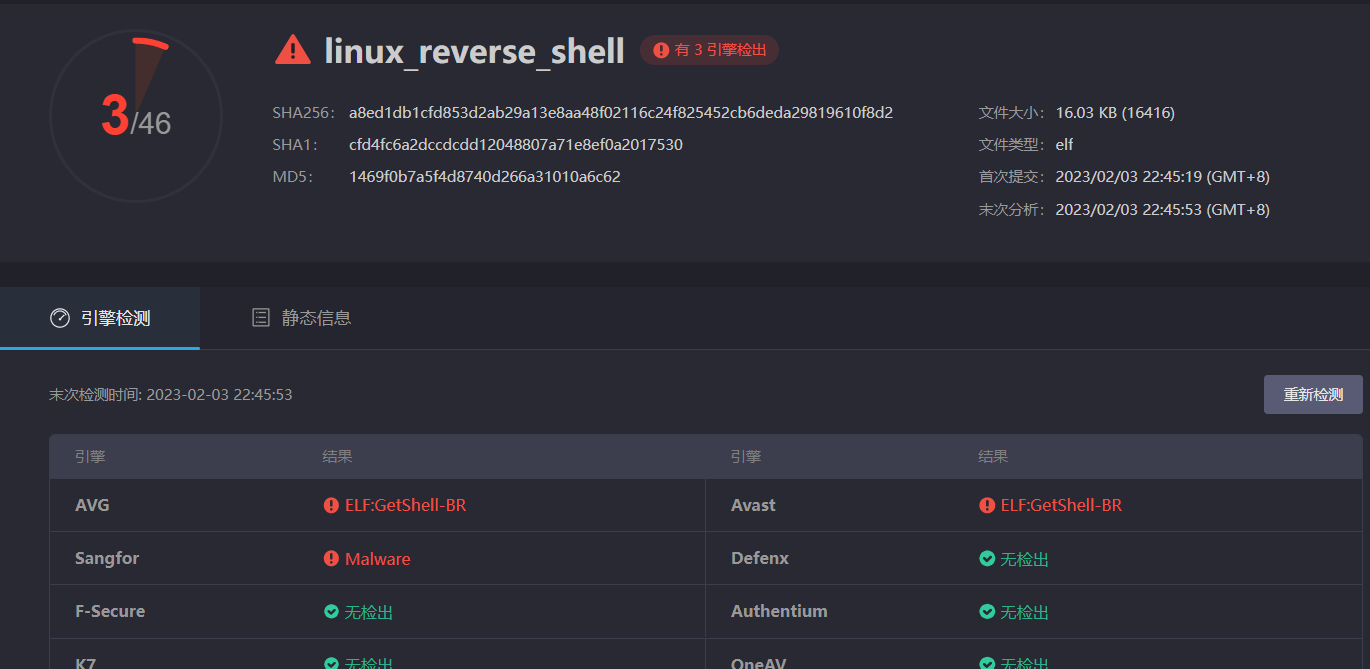 linux_reverse_shell 有 3 引擎检出
3/46
SHA256: a8ed1db1cfd853d2ab29a13e8aa48f02116c24f825452cb6deda29819610f8d2 文件大小: 16.03 KB (16416)
SHA1: cfd4fc6a2dccdcdd12048807a71e8ef0a2017530 文件类型: elf
MD5: 1469f0b7a5f4d8740d266a31010a6c62 首次提交: 2023/02/03 22:45:19 (GMT+8)
末次分析: 2023/02/03 22:45:53 (GMT+8)
引擎检测 静态信息
末次检测时间: 2023-02-03 22:45:53 重新检测
引擎 结果 引擎 结果
AVG ELF:GetShell-BR Avast ELF:GetShell-BR
Sangfor Malware Defenx 无检出
F-Secure 无检出 Authentium 无检出
K7 无检出 OneAV 无检出